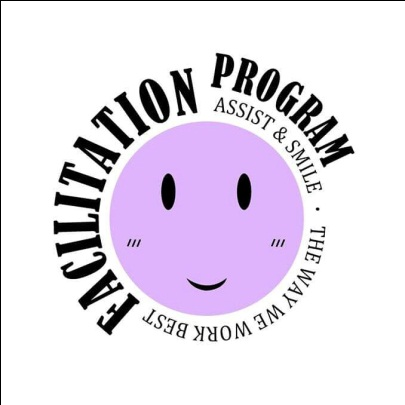 FACILITATION PROGRAM
ASSIST & SMILE · THE WAY WE WORK BEST